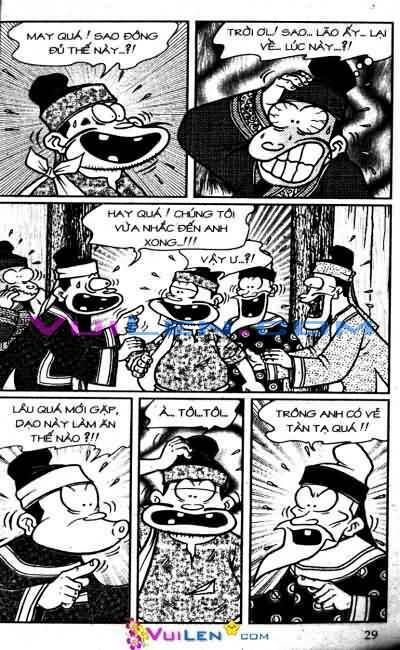 MAY QUÁ ! SAO ĐÔNG
ĐỦ THẾ NÀY...?!
TRỜI ƠI..! SAO... LÃO ẤY... LẠI
VỀ... LÚC NÀY...?!
HAY QUÁ ! CHÚNG TÔI
VỪA NHẮC ĐẾN ANH
XONG...!!!
VẬY Ư...?!
VUILEN.COM
LÂU QUÁ MỚI GẶP,
DẠO NÀY LÀM ĂN
THẾ NÀO ?!!
À... TÔI...TÔI..
TRÔNG ANH CÓ VẺ
TÀN TẠ QUÁ !!
29
VUILEN.COM